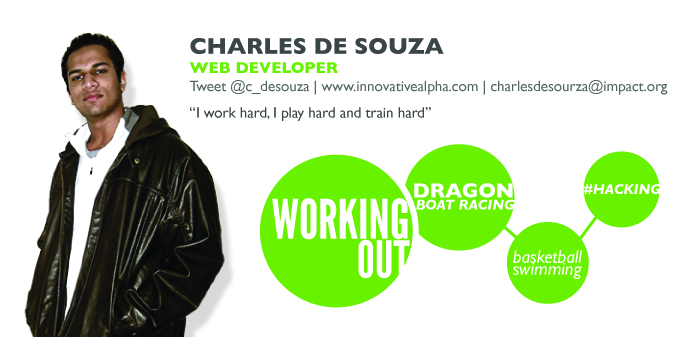 CHARLES DE SOUZA
WEB DEVELOPER
Tweet @c_desouza | www.innovativealpha.com | charlesdesourza@impact.org
“I work hard, I play hard and train hard”
WORKING
OUT
DRAGON
BOAT RACING
basketball
swimming
#HACKING